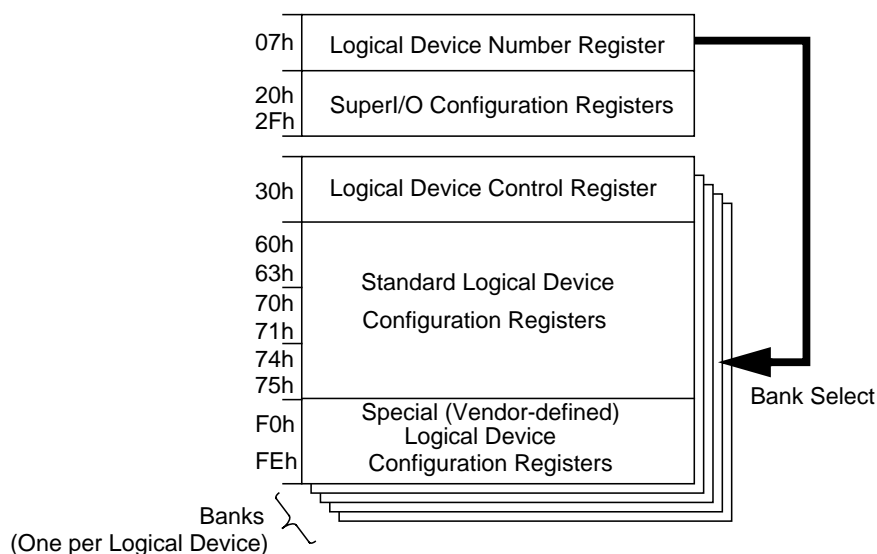 07h Logical Device Number Register
20h
SuperI/O Configuration Registers
2Fh
30h Logical Device Control Register
60h
63h Standard Logical Device
70h
Configuration Registers
71h
74h
75h
Bank Select
Special (Vendor-defined)
F0h
Logical Device
FEh Configuration Registers
Banks
(One per Logical Device)